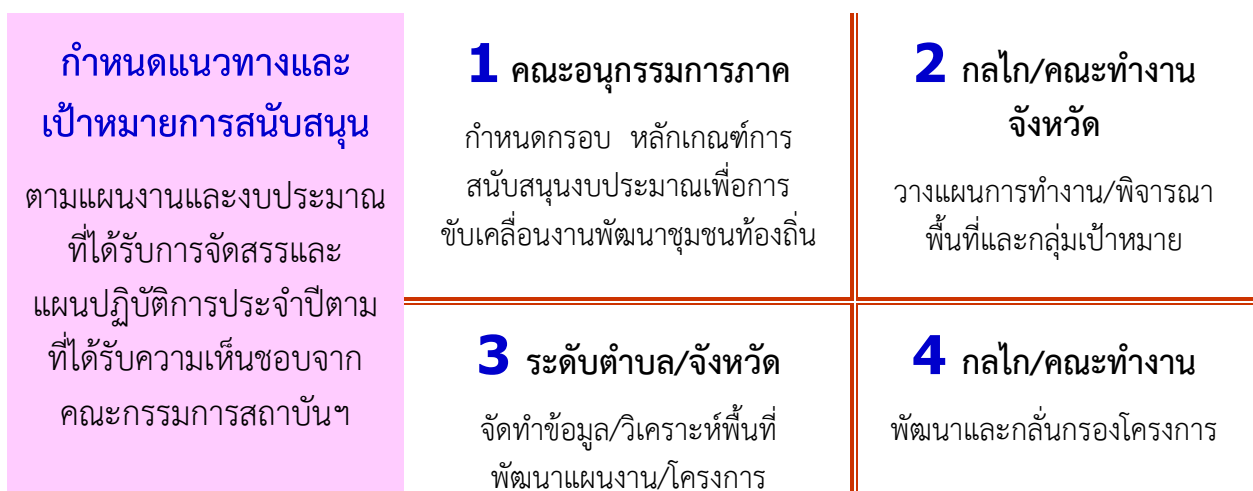 กำหนดแนวทางและ
เป้าหมายการสนับสนุน
ตามแผนงานและงบประมาณ
ที่ได้รับการจัดสรรและ
แผนปฏิบัติการประจำปีตาม
ที่ได้รับความเห็นชอบจาก
คณะกรรมการสถาบันฯ
1 คณะอนุกรรมการภาค
กำหนดกรอบ หลักเกณฑ์การ
สนับสนุนงบประมาณเพื่อการ
ขับเคลื่อนงานพัฒนาชุมชนท้องถิ่น
2 กลไก/คณะทำงาน
จังหวัด
วางแผนการทำงาน/พิจารณา
พื้นที่และกลุ่มเป้าหมาย
3 ระดับตำบล/จังหวัด
จัดทำข้อมูล/วิเคราะห์พื้นที่
พัฒนาแผนงาน/โครงการ
4 กลไก/คณะทำงาน
พัฒนาและกลั่นกรองโครงการ